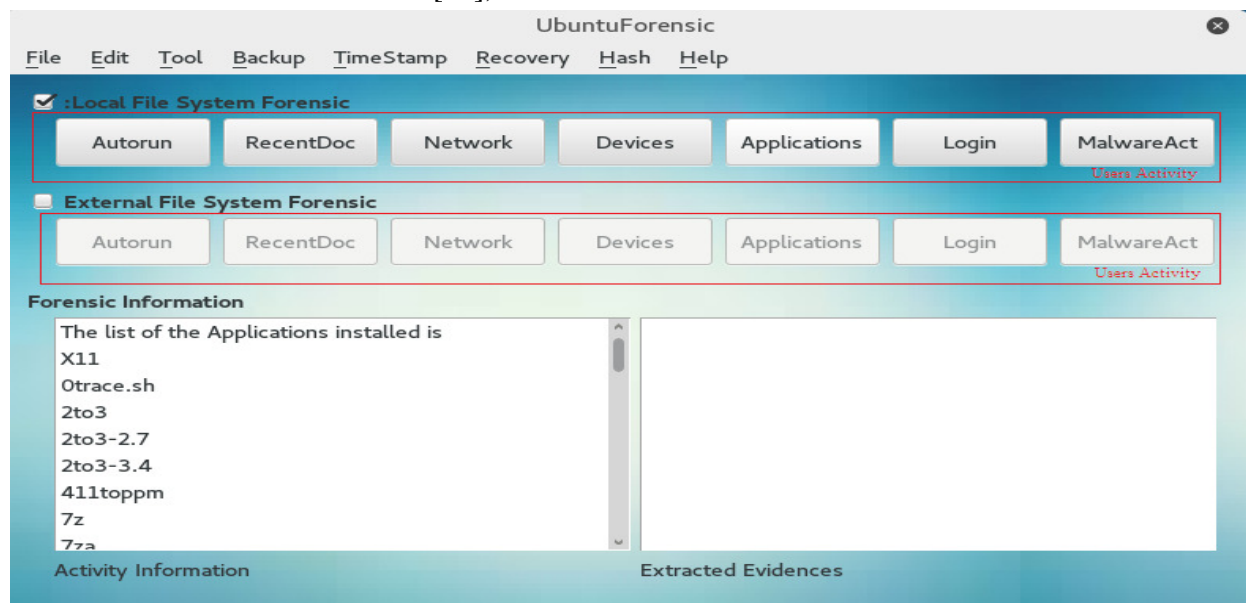 UbuntuForensic
File Edit Tool Backup TimeStamp Recovery Hash Help
:Local File System Forensic
Autorun RecentDoc Network Devices Applications Login MalwareAct
Users Activity
External File System Forensic
Autorun RecentDoc Network Devices Applications Login MalwareAct
Users Activity
Forensic Information
The list of the Applications installed is
X11
0trace.sh
2to3
2to3-2.7
2to3-3.4
411toppm
7z
7za
Activity Information
Extracted Evidences